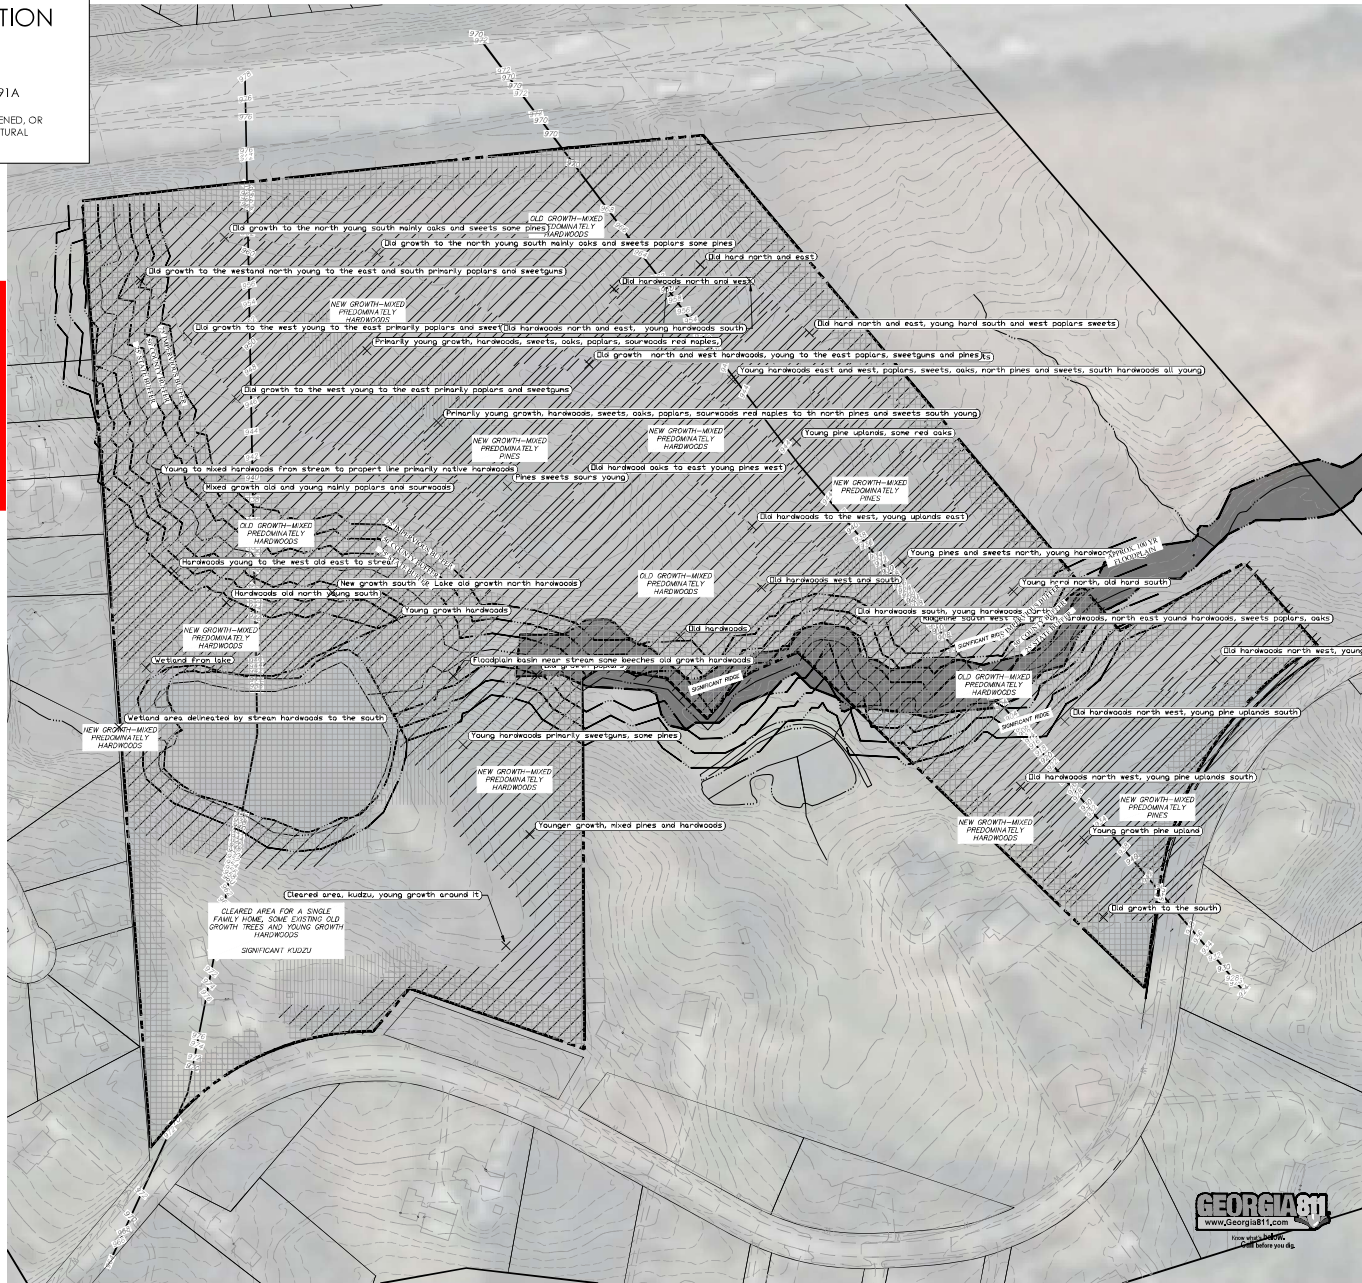 TION
91A
ENED, OR
TURAL
OLD GROWTH-MIXED
HARDWOODS
Old growth to the north young south mainly oaks and sweets some pines
Old growth to the north young south mainly oaks and sweets poplars some pines
Old hard north and east
Old growth to the westand north young to the east and south primarily poplars and sweetgums
Old hardwoods north and west
NEW GROWTH-MIXED
PREDOMINATELY
HARDWOODS
Old growth to the west young to the east primarily poplars and sweet
Old hardwoods north and east, young hardwoods south
Old hard north and east, young hard south and west poplars sweets
Primarily young growth, hardwoods, sweets, oaks, poplars, sourwoods red maples,
Old growth north and west hardwoods, young to the east poplars, sweetgums and pines
Young hardwoods east and west, poplars, sweets, oaks, north pines and sweets, south hardwoods all young
Old growth to the west young to the east primarily poplars and sweetgums
Primarily young growth, hardwoods, sweets, oaks, poplars, sourwoods red maples to th north pines and sweets south young
NEW GROWTH-MIXED
PREDOMINATELY
PINES
NEW GROWTH-MIXED
PREDOMINATELY
HARDWOODS
Young pine uplands, some red oaks
Young to mixed hardwoods from stream to propert line primarily native hardwoods
Old hardwood oaks to east young pines west
Pines sweets sours young
Mixed growth old and young mainly poplars and sourwoods
NEW GROWTH-MIXED
PREDOMINATELY
PINES
OLD GROWTH-MIXED
PREDOMINATELY
HARDWOODS
Old hardwoods to the west, young uplands east
Hardwoods young to the west old east to strea
Young pines and sweets north, young hardwoo
APPROX. 100 YR
FLOODPLAIN
New growth south of Lake old growth north hardwoods
OLD GROWTH-MIXED
PREDOMINATELY
HARDWOODS
Old hardwoods west and south
Young hard north, old hard south
Hardwoods old north young south
Young growth hardwoods
Old hardwoods south, young hardwoods north
Ridgeline south west
hardwoods, north east yound hardwoods, sweets poplars, oaks
NEW GROWTH-MIXED
PREDOMINATELY
HARDWOODS
Old hardwoods
SIGNIFICANT RIDGE
Old hardwoods north west, young
Wetland from lake
Floodplain basin near stream some beeches old growth hardwoods
SIGNIFICANT RIDGE
OLD GROWTH-MIXED
PREDOMINATELY
HARDWOODS
Wetland area delineated by stream hardwoods to the south
SIGNIFICANT RIDGE
Old hardwoods north west, young pine uplands south
NEW GROWTH-MIXED
PREDOMINATELY
HARDWOODS
Young hardwoods primarily sweetgums, some pines
NEW GROWTH-MIXED
PREDOMINATELY
HARDWOODS
Old hardwoods north west, young pine uplands south
NEW GROWTH-MIXED
PREDOMINATELY
PINES
Younger growth, mixed pines and hardwoods
NEW GROWTH-MIXED
PREDOMINATELY
HARDWOODS
Young growth pine upland
Cleared area, kudzu, young growth around it
Old growth to the south
CLEARED AREA FOR A SINGLE
FAMILY HOME, SOME EXISTING OLD
GROWTH TREES AND YOUNG GROWTH
HARDWOODS
SIGNIFICANT KUDZU
GEORGIA811
www.Georgia811.com
Know what's below.
Call before you dig.